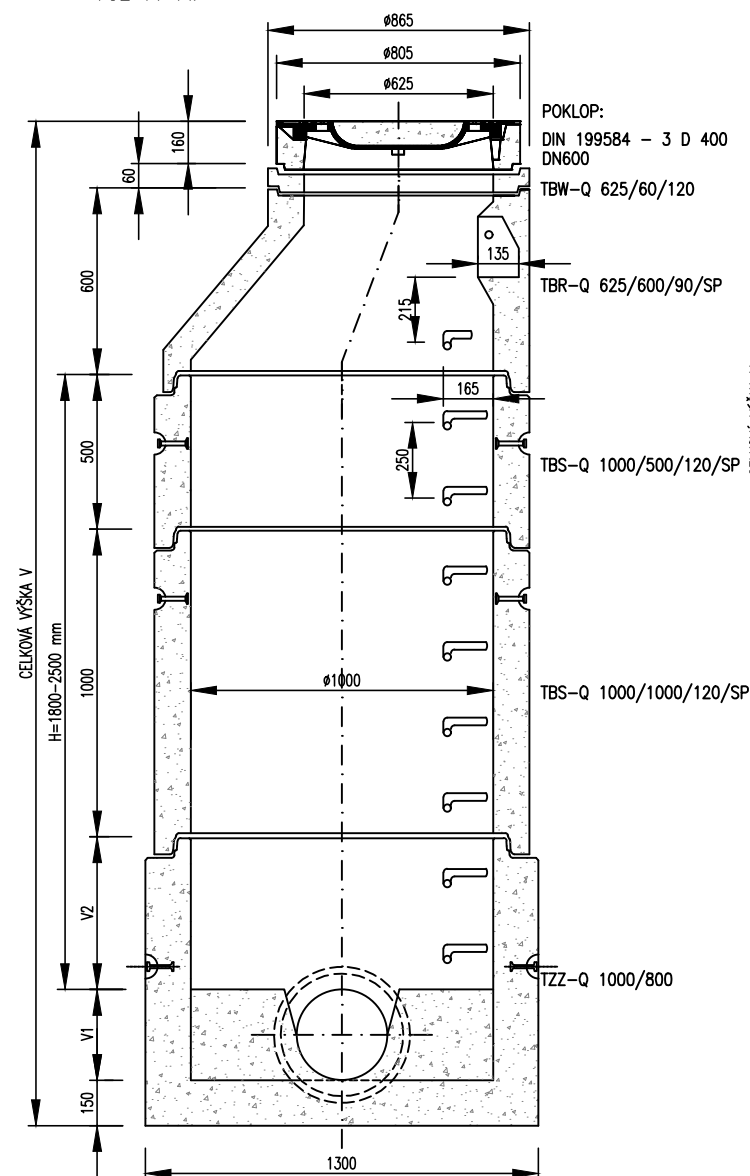 ø865
ø805
ø625
POKLOP:
DIN 199584 - 3 D 400
DN600
160
60
TBW-Q 625/60/120
135
TBR-Q 625/600/90/SP
600
215
165
500
250
TBS-Q 1000/500/120/SP
CELKOVÁ VÝŠKA V
H=1800-2500 mm
1000
ø1000
TBS-Q 1000/1000/120/SP
V2
TZZ-Q 1000/800
V1
150
1300